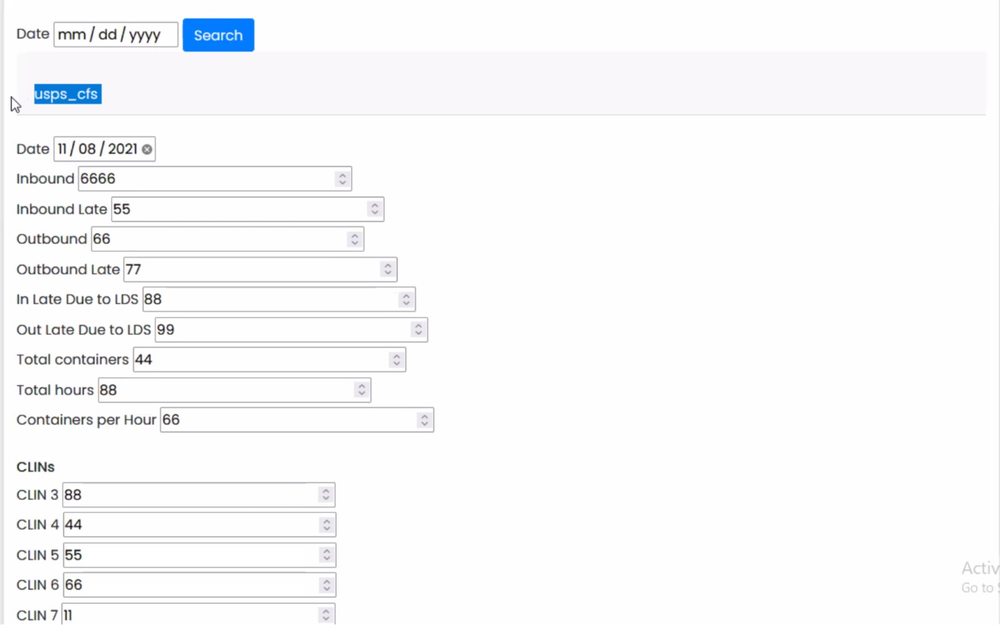 Date mm / dd / yyyy Search
usps_cfs
Date 11 / 08 / 2021
Inbound 6666
Inbound Late 55
Outbound 66
Outbound Late 77
In Late Due to LDS 88
Out Late Due to LDS 99
Total containers 44
Total hours 88
Containers per Hour 66
CLINs
CLIN 3 88
CLIN 4 44
CLIN 5 55
CLIN 6 66
CLIN 7 11
Activ
Go to S